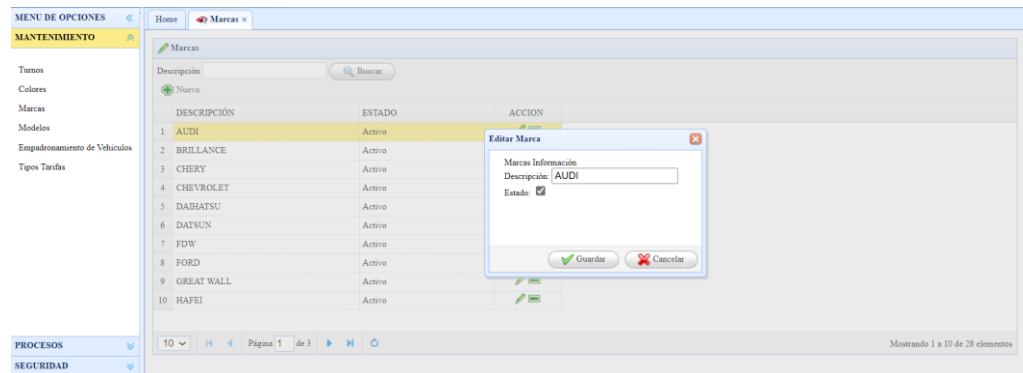 MENU DE OPCIONES
Home Marcas
MANTENIMIENTO
Marcas
Turnos
Colores
Marcas
Modelos
Empadronamiento de Vehiculos
Tipos Tarifas
Descripción Buscar
Nuevo
DESCRIPCIÓN ESTADO ACCION
1 AUDI Activo
2 BRILLANCE Activo
3 CHERY Activo
4 CHEVROLET Activo
5 DAIHATSU Activo
6 DATSUN Activo
7 FDW Activo
8 FORD Activo
9 GREAT WALL Activo
10 HAFEI Activo
Editar Marca
Marcas Información
Descripción: AUDI
Estado:
Guardar Cancelar
10 Página 1 de 3 Mostrando 1 a 10 de 28 elementos
PROCESOS
SEGURIDAD